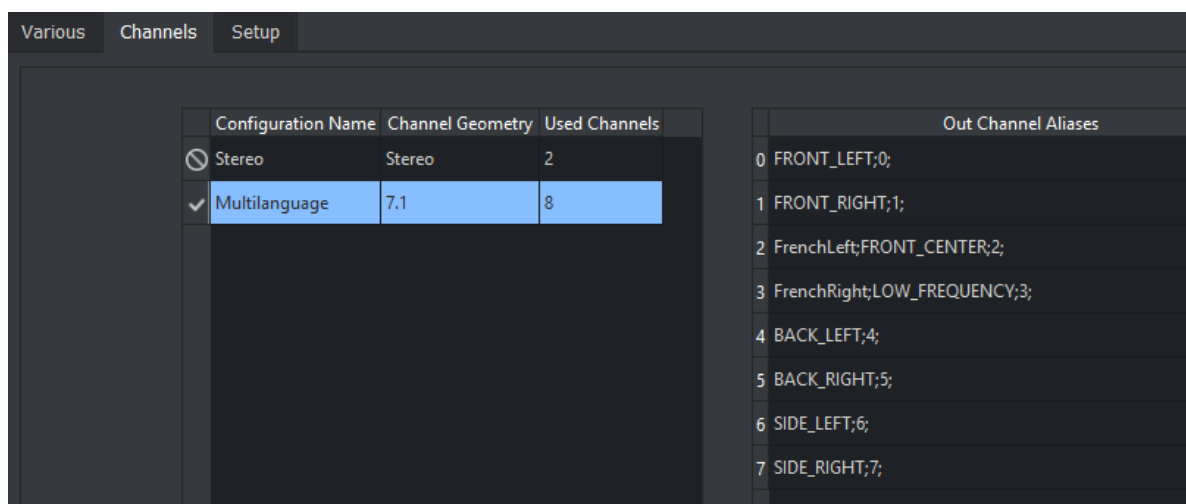 Various Channels Setup
Configuration Name Channel Geometry Used Channels
Stereo Stereo 2
Multilanguage 7.1 8
Out Channel Aliases
0 FRONT_LEFT;0;
1 FRONT_RIGHT;1;
2 FrenchLeft;FRONT_CENTER;2;
3 FrenchRight;LOW_FREQUENCY;3;
4 BACK_LEFT;4;
5 BACK_RIGHT;5;
6 SIDE_LEFT;6;
7 SIDE_RIGHT;7;